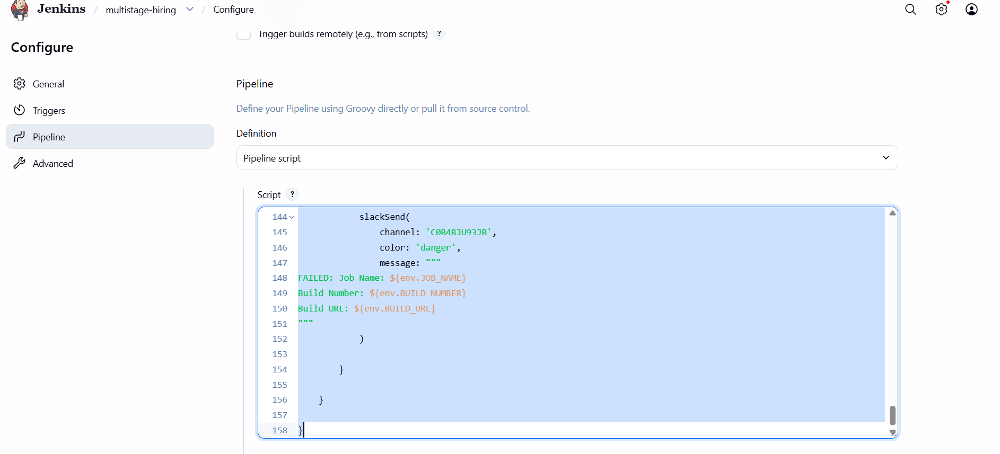 Jenkins / multistage-hiring / Configure
Trigger builds remotely (e.g., from scripts) ?
Configure
General
Triggers
Pipeline
Advanced
Pipeline
Define your Pipeline using Groovy directly or pull it from source control.
Definition
Pipeline script
Script ?
144 slackSend(
145 channel: 'C0B4BJU93JB',
146 color: 'danger',
147 message: """
148 FAILED: Job Name: ${env.JOB_NAME}
149 Build Number: ${env.BUILD_NUMBER}
150 Build URL: ${env.BUILD_URL}
151 """
152 )
153
154 }
155
156 }
157
158 }